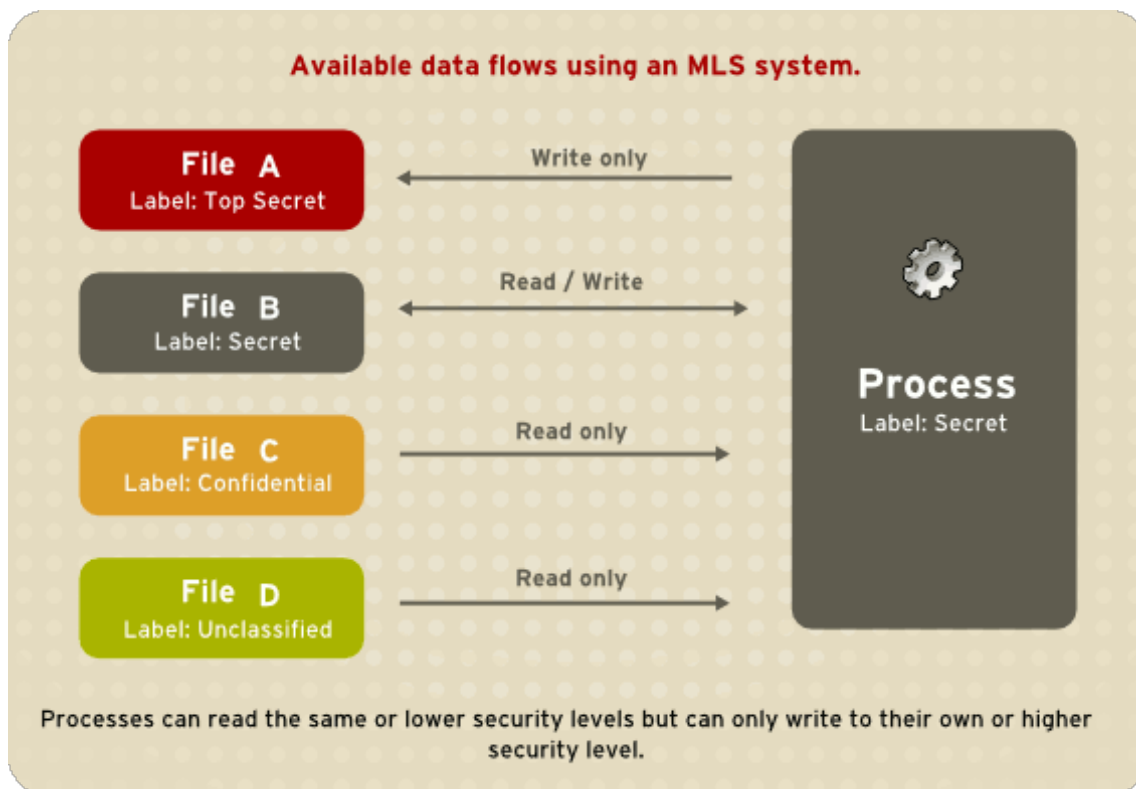 Available data flows using an MLS system.
File A
Label: Top Secret
Write only
File B
Label: Secret
Read / Write
Process
Label: Secret
File C
Label: Confidential
Read only
File D
Label: Unclassified
Read only
Processes can read the same or lower security levels but can only write to their own or higher
security level.